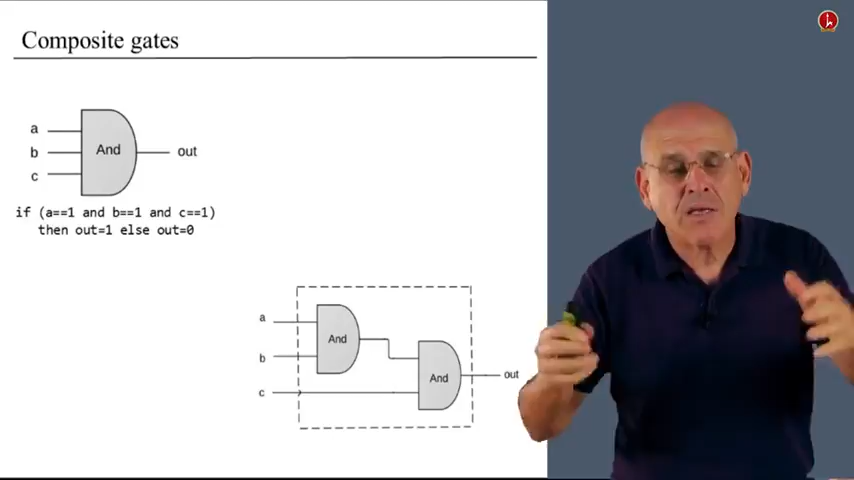 Composite gates
a
b
c
And
out
if (a==1 and b==1 and c==1)
then out=1 else out=0
a
b
c
And
And
out